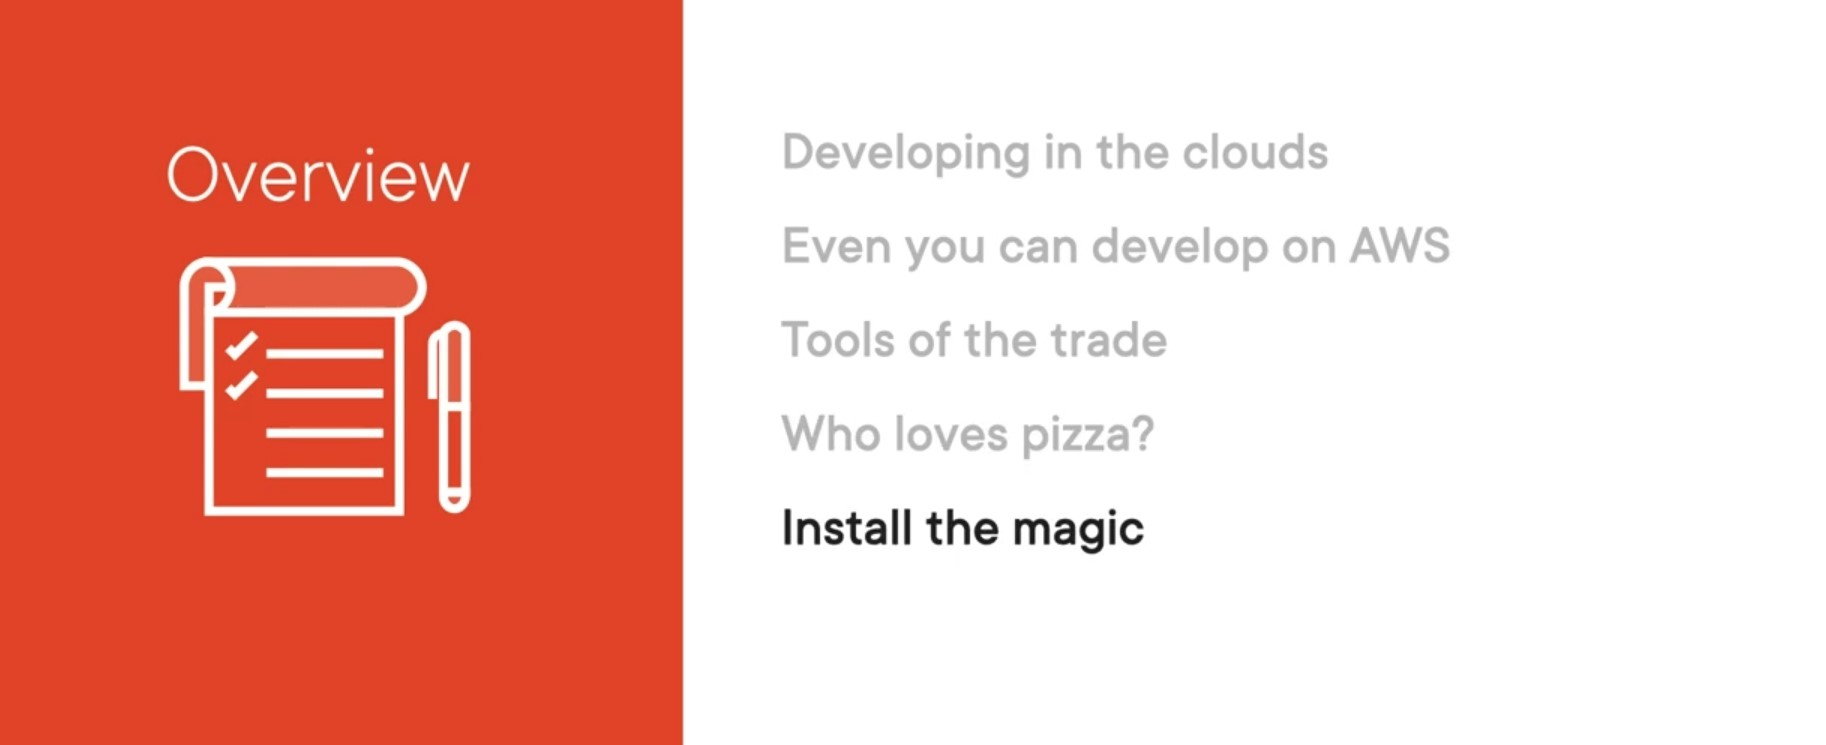 Overview
Developing in the clouds
Even you can develop on AWS
Tools of the trade
Who loves pizza?
Install the magic